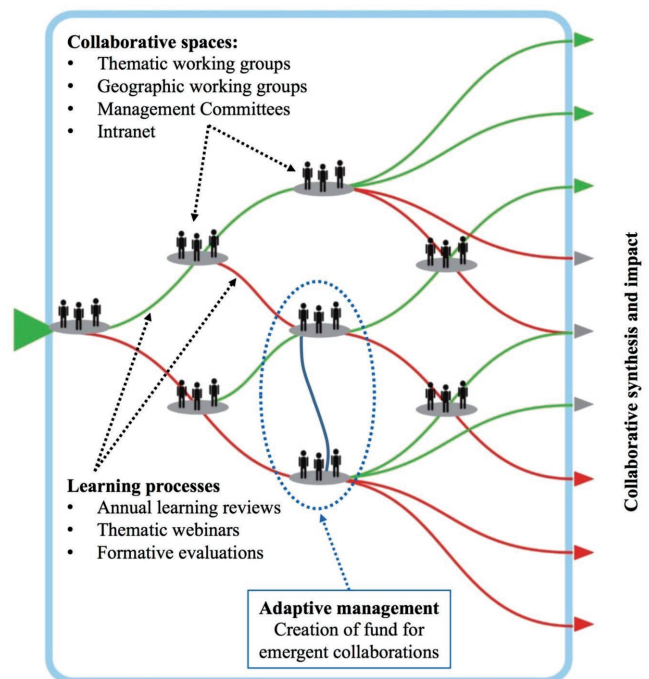 Collaborative spaces:
• Thematic working groups
• Geographic working groups
• Management Committees
• Intranet
Learning processes
• Annual learning reviews
• Thematic webinars
• Formative evaluations
Adaptive management
Creation of fund for
emergent collaborations
Collaborative synthesis and impact